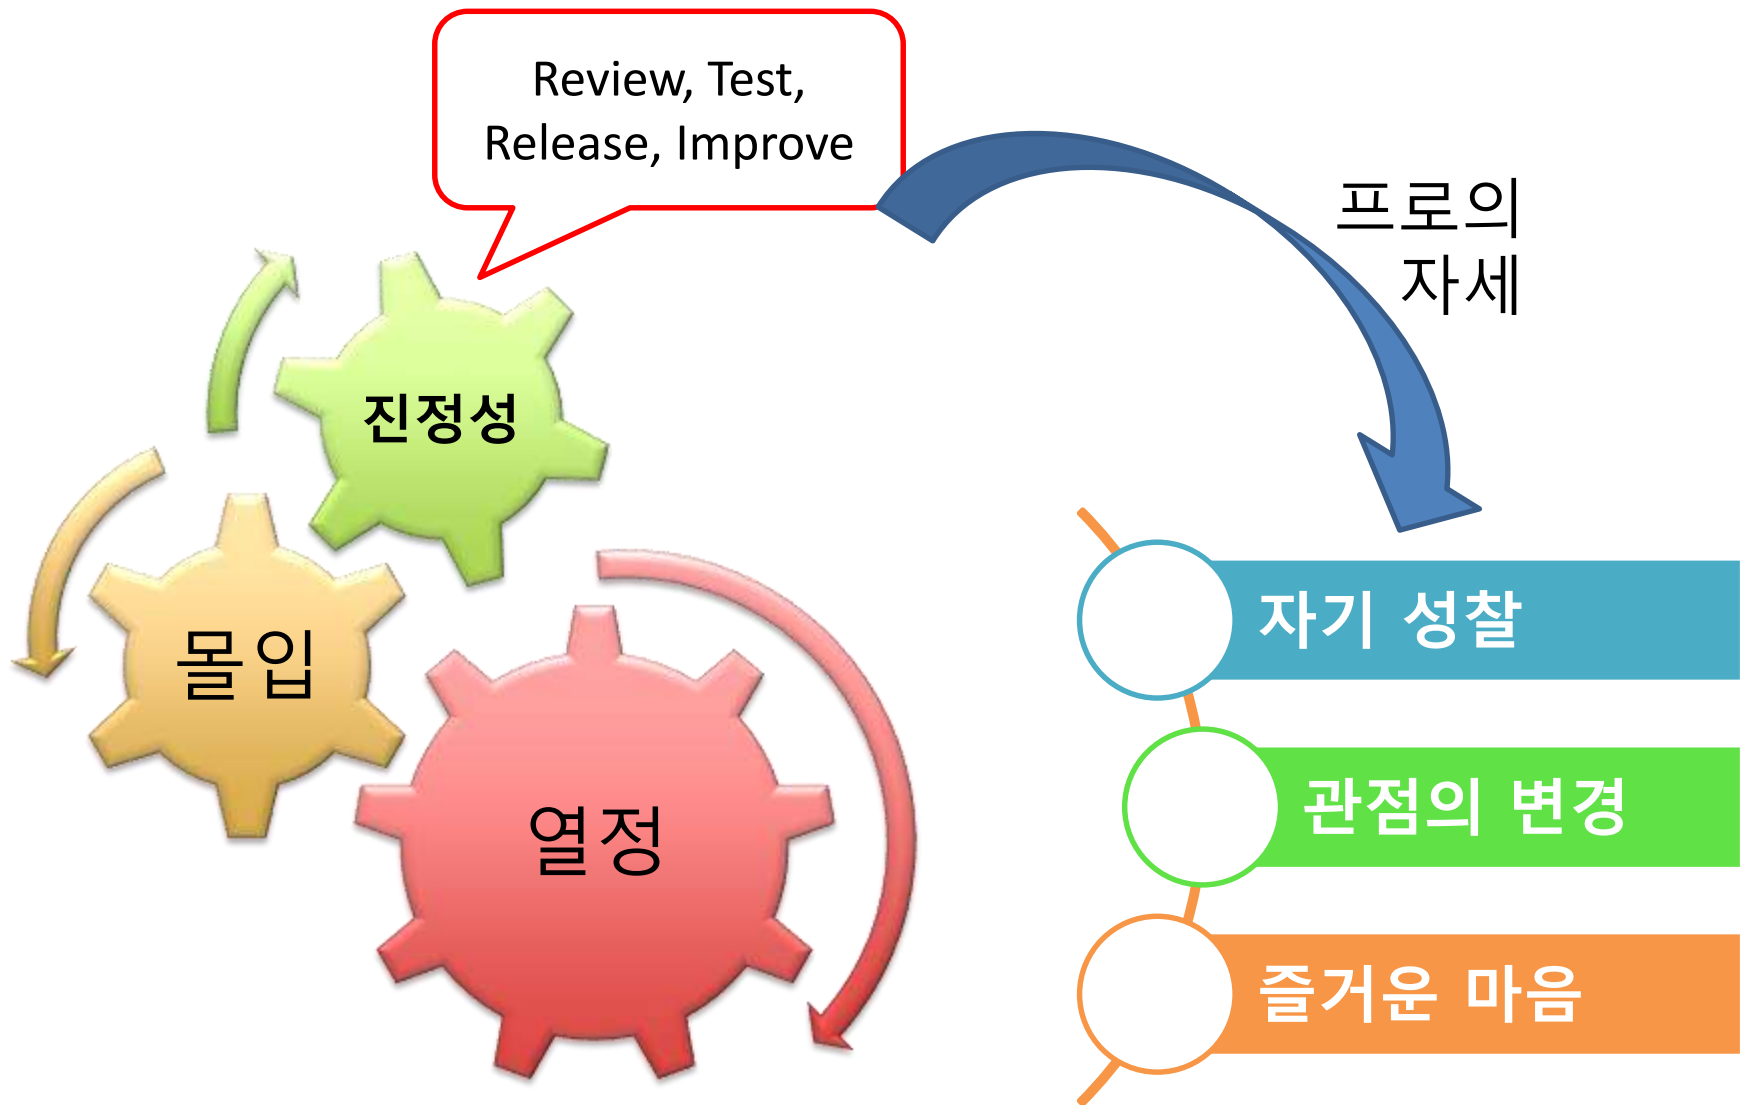 Review, Test,
Release, Improve
프로의
자세
진정성
몰입
열정
자기 성찰
관점의 변경
즐거운 마음